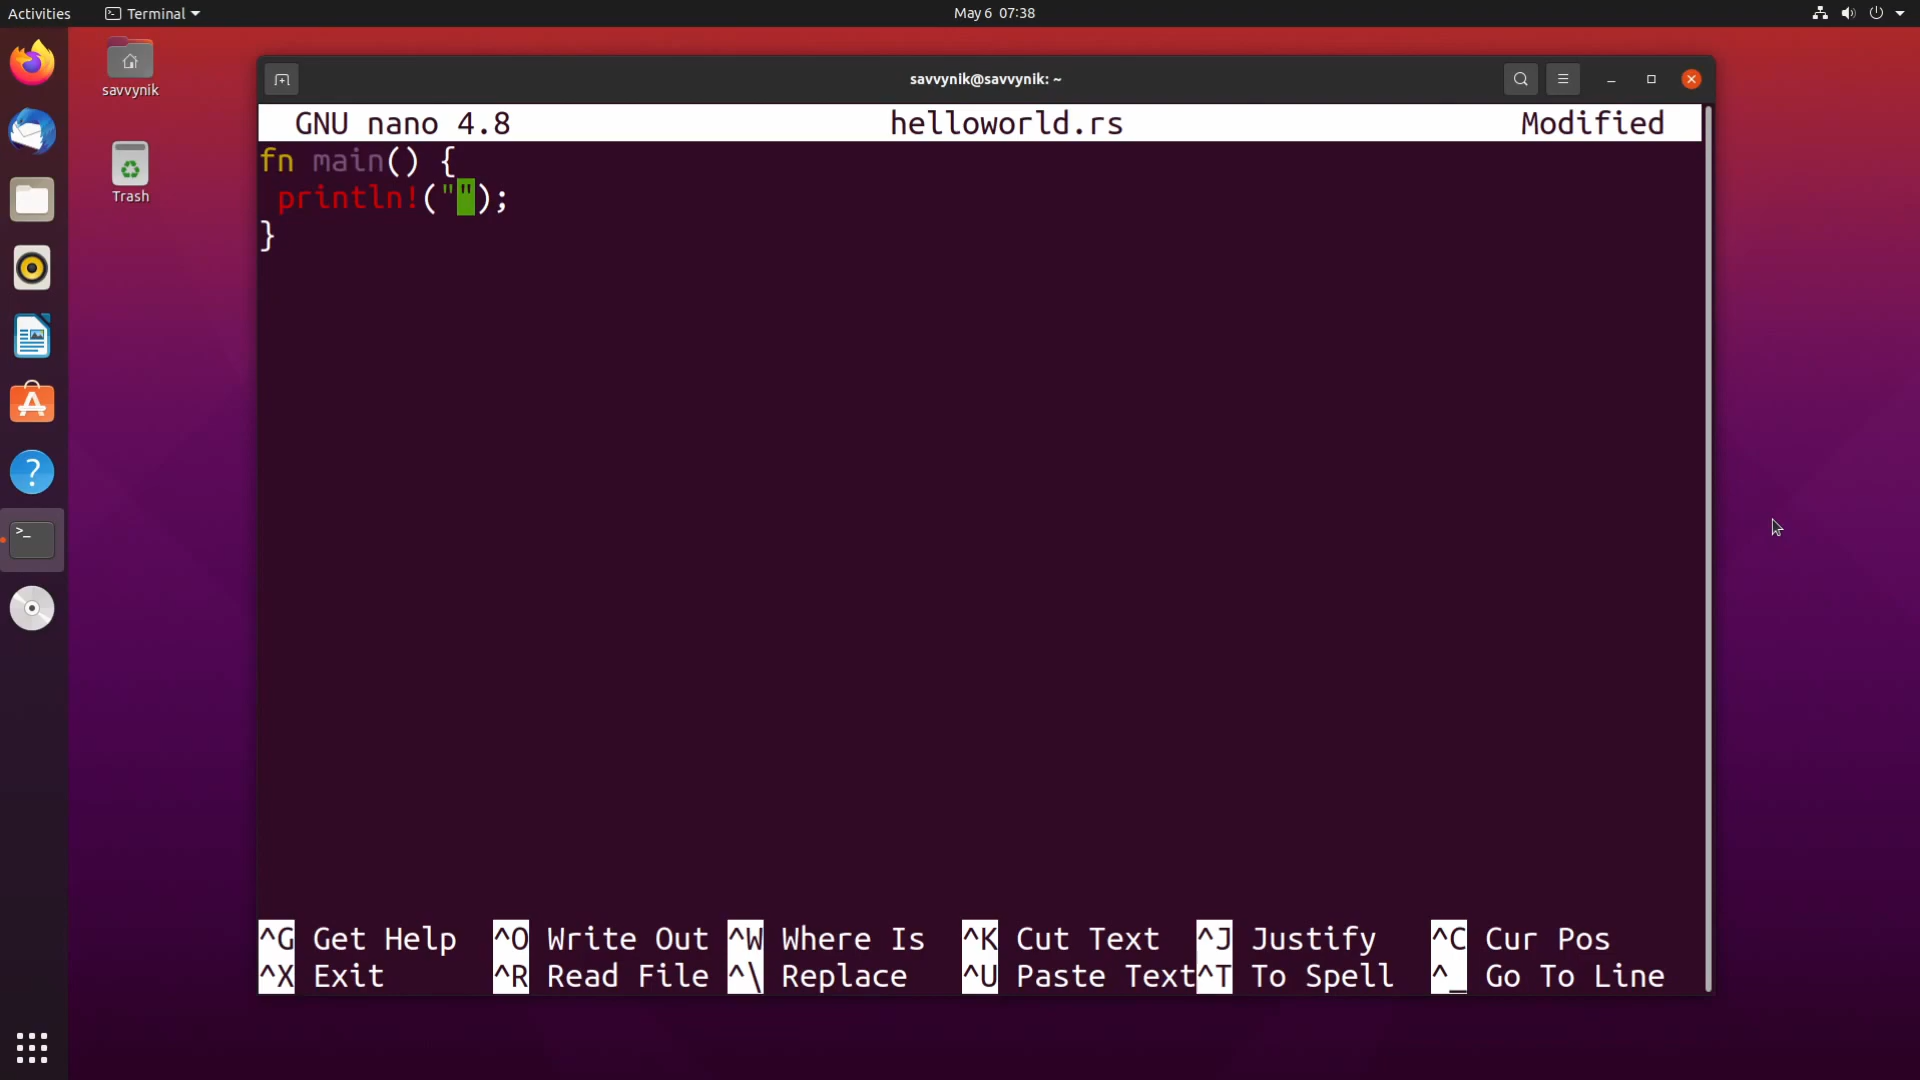 Activities
Terminal
May 6 07:38
savvynik
Trash
savvynik@savvynik: ~
GNU nano 4.8 helloworld.rs Modified
fn main() {
 println!("");
}
^G Get Help ^O Write Out ^W Where Is ^K Cut Text ^J Justify ^C Cur Pos
^X Exit ^R Read File ^\ Replace ^U Paste Text ^T To Spell ^_ Go To Line